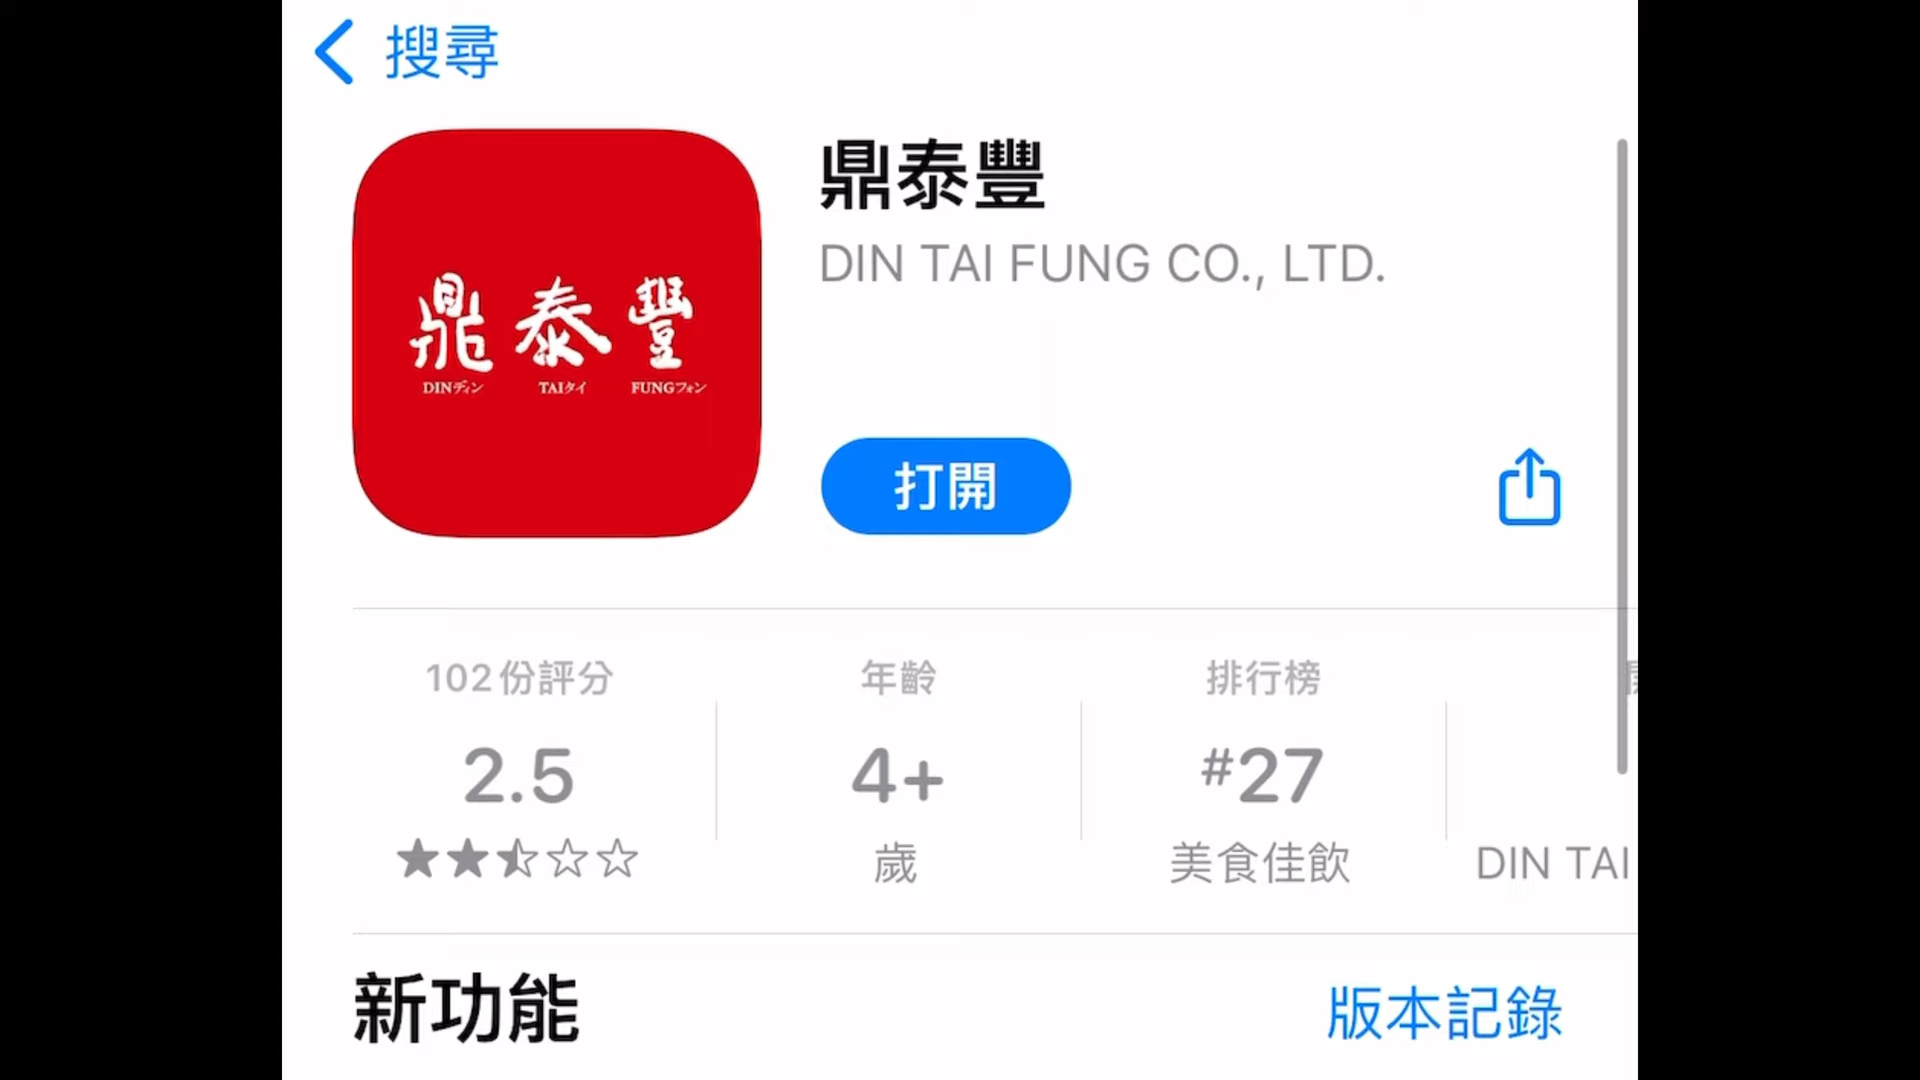 搜尋
鼎泰豐
DIN TAI FUNG CO., LTD.
鼎泰豐
DINディン TAIタイ FUNGフォン
打開
102份評分
2.5
年齡
4+
歲
排行榜
#27
美食佳飲
DIN TAI
新功能
版本記錄